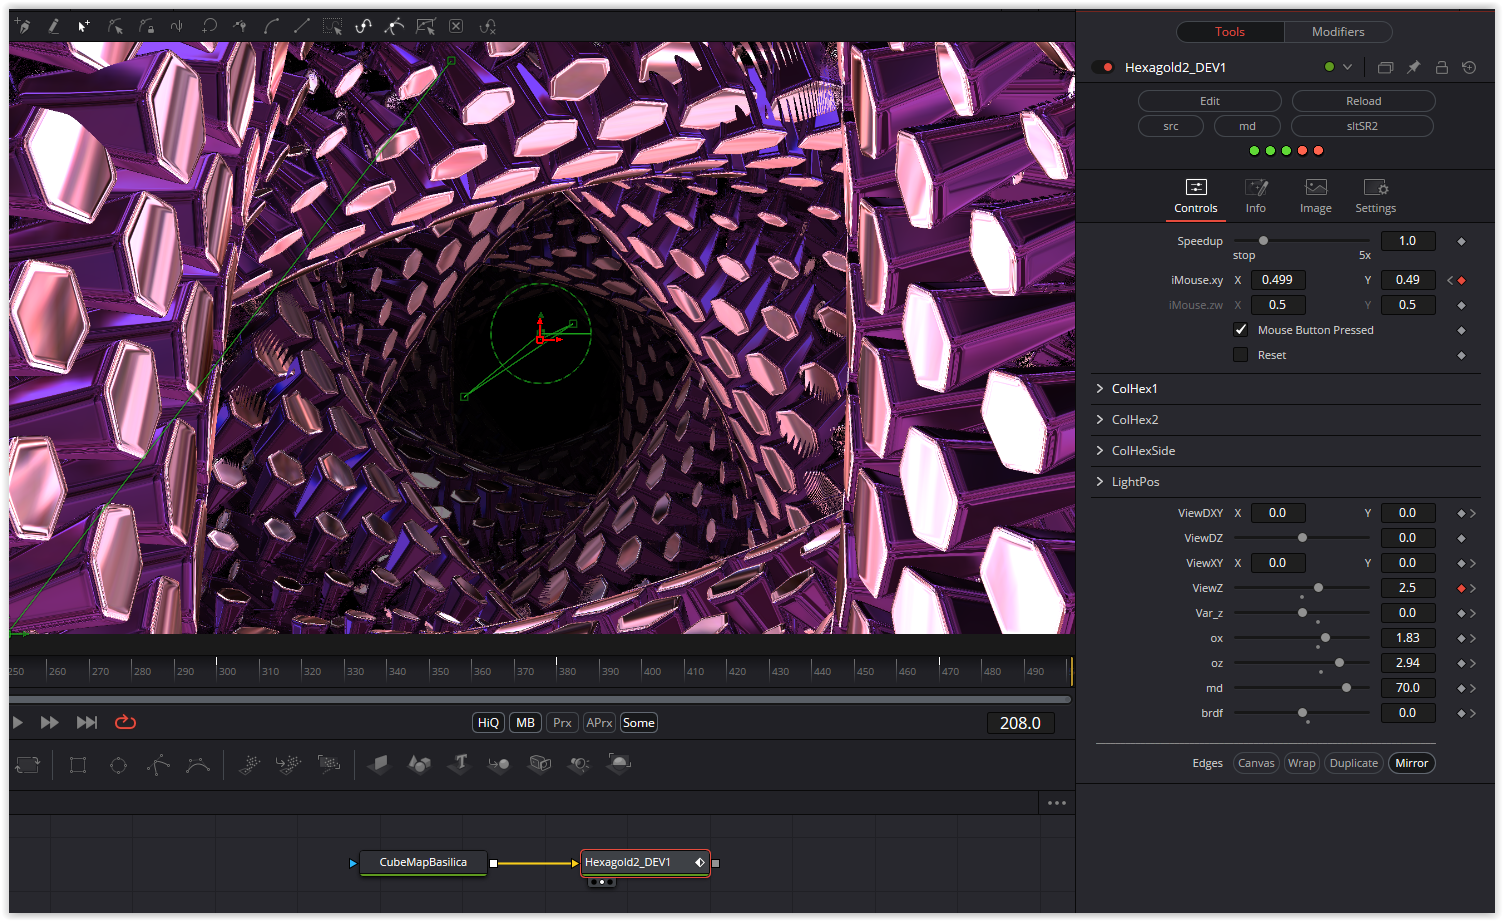 Tools Modifiers
Hexagold2_DEV1
Edit Reload
src md sltSR2
Controls Info Image Settings
Speedup 1.0
stop 5x
iMouse.xy X 0.499 Y 0.49
iMouse.zw X 0.5 Y 0.5
Mouse Button Pressed
Reset
ColHex1
ColHex2
ColHexSide
LightPos
ViewDXY X 0.0 Y 0.0
ViewDZ 0.0
ViewXY X 0.0 Y 0.0
ViewZ 2.5
Var_z 0.0
ox 1.83
oz 2.94
md 70.0
brdf 0.0
Edges Canvas Wrap Duplicate Mirror
250 260 270 280 290 300 310 320 330 340 350 360 370 380 390 400 410 420 430 440 450 460 470 480 490
HiQ MB Prx APrx Some 208.0
CubeMapBasilica Hexagold2_DEV1